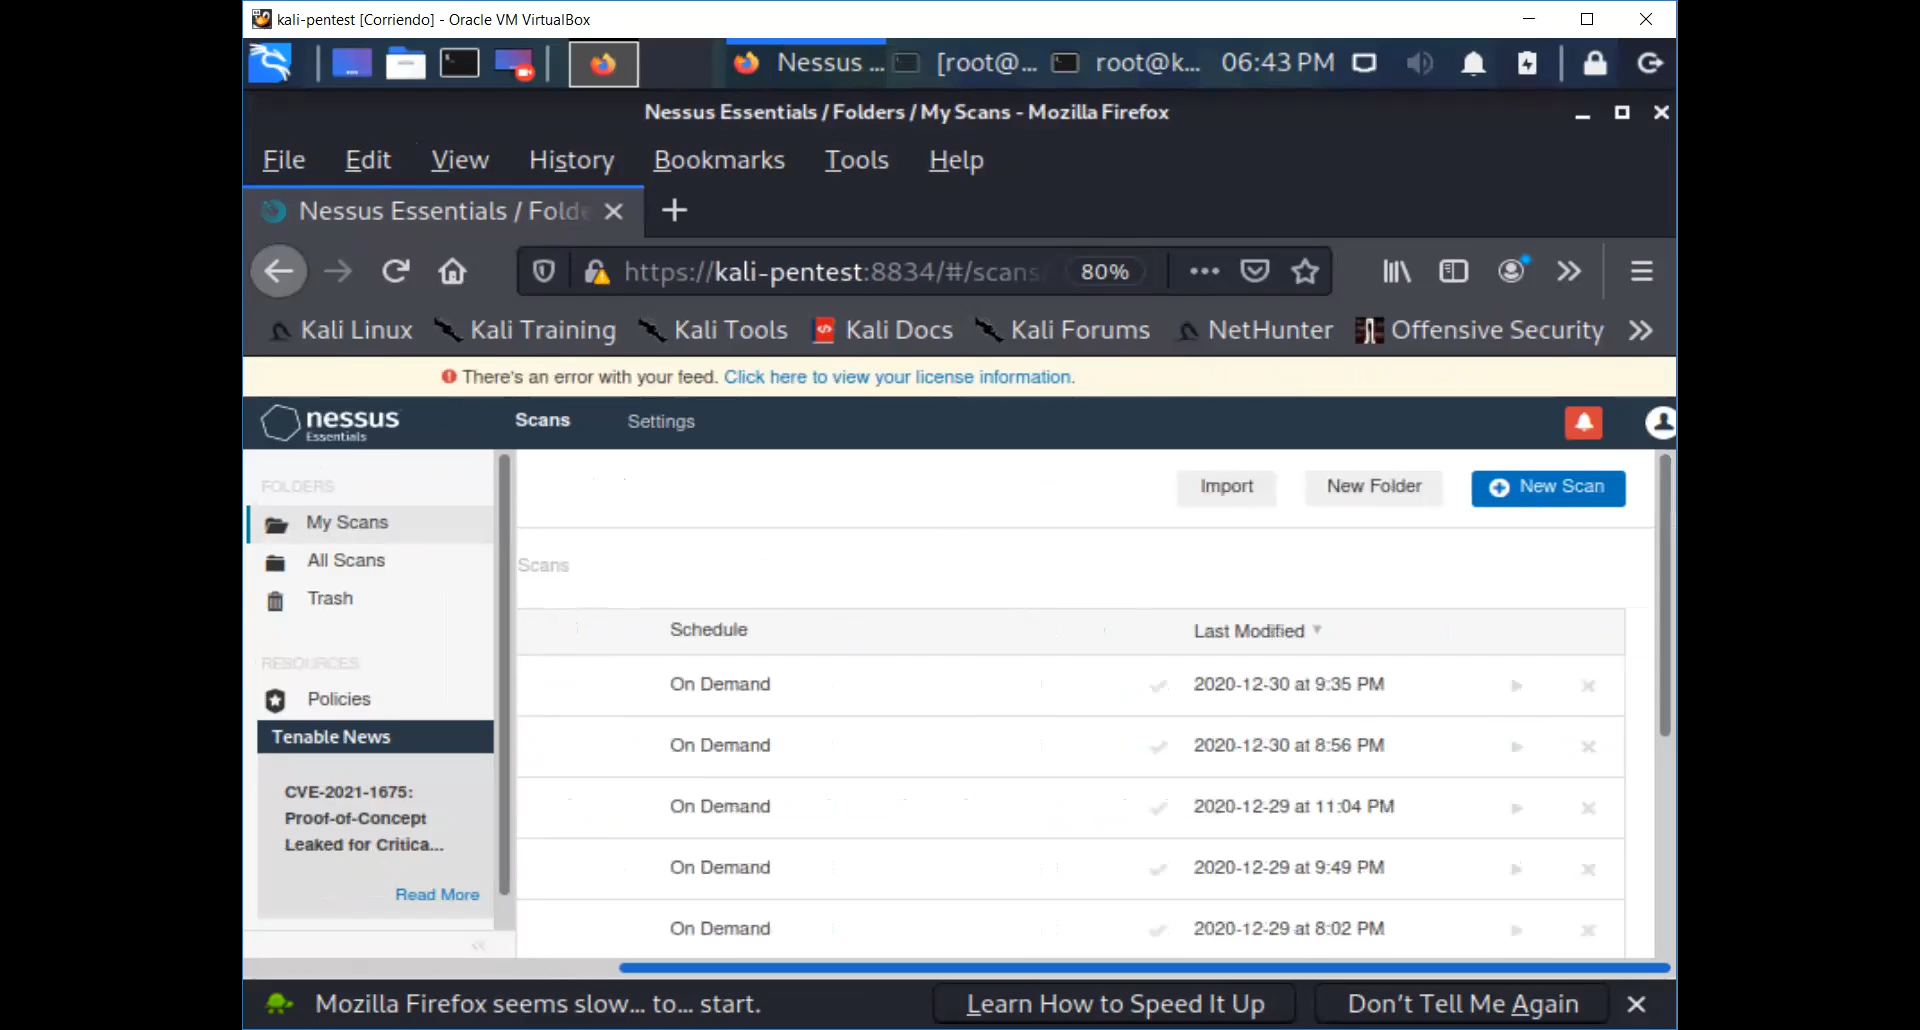 kali-pentest [Corriendo] - Oracle VM VirtualBox
Nessus ... [root@... root@k... 06:43 PM
Nessus Essentials / Folders / My Scans - Mozilla Firefox
File Edit View History Bookmarks Tools Help
Nessus Essentials / Folde
https://kali-pentest:8834/#/scans 80%
Kali Linux Kali Training Kali Tools Kali Docs Kali Forums NetHunter Offensive Security
There's an error with your feed. Click here to view your license information.
nessus Essentials Scans Settings
FOLDERS
My Scans
All Scans
Trash
RESOURCES
Policies
Tenable News
CVE-2021-1675:
Proof-of-Concept
Leaked for Critica...
Read More
Import New Folder New Scan
Scans
Schedule Last Modified
On Demand 2020-12-30 at 9:35 PM
On Demand 2020-12-30 at 8:56 PM
On Demand 2020-12-29 at 11:04 PM
On Demand 2020-12-29 at 9:49 PM
On Demand 2020-12-29 at 8:02 PM
Mozilla Firefox seems slow... to... start. Learn How to Speed It Up Don't Tell Me Again